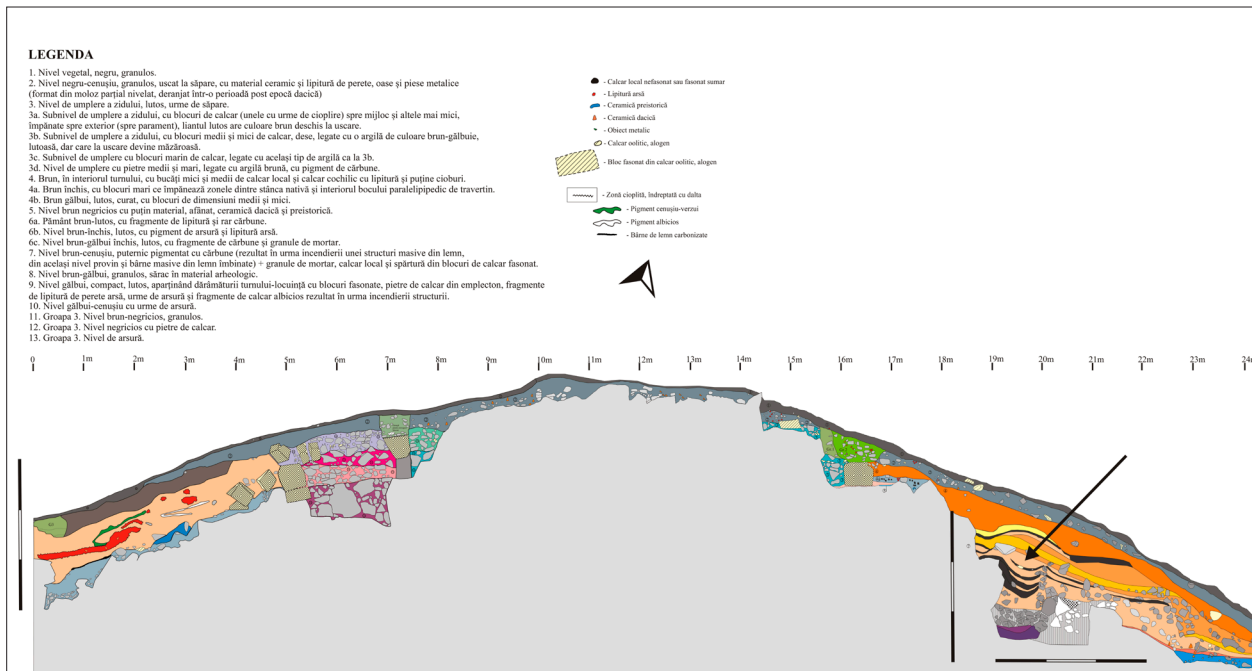 LEGENDA
1. Nivel vegetal, negru, granulos.
2. Nivel negru-cenușiu, granulos, uscat la săpare, cu material ceramic și lipitură de perete, oase și piese metalice
(format din moloz parțial nivelat, deranjat într-o perioadă post epocă dacică)
3. Nivel de umplere a zidului, lutos, urme de săpare.
3a. Subnivel de umplere a zidului, cu blocuri de calcar (unele cu urme de cioplire) spre mijloc și altele mai mici,
împănate spre exterior (spre parament), liantul lutos are culoare brun deschis la uscare.
3b. Subnivel de umplere a zidului, cu blocuri medii și mici de calcar, dese, legate cu o argilă de culoare brun-gălbuie,
lutoasă, dar care la uscare devine măzăroasă.
3c. Subnivel de umplere cu blocuri marin de calcar, legate cu același tip de argilă ca la 3b.
3d. Nivel de umplere cu pietre medii și mari, legate cu argilă brună, cu pigment de cărbune.
4. Brun, în interiorul turnului, cu bucăți mici și medii de calcar local și calcar cochilic cu lipitură și puține cioburi.
4a. Brun închis, cu blocuri mari ce împănează zonele dintre stânca nativă și interiorul bocului paralelipipedic de travertin.
4b. Brun gălbui, lutos, curat, cu blocuri de dimensiuni medii și mici.
5. Nivel brun negricios cu puțin material, afânat, ceramică dacică și preistorică.
6a. Pământ brun-lutos, cu fragmente de lipitură și rar cărbune.
6b. Nivel brun-închis, lutos, cu pigment de arsură și lipitură arsă.
6c. Nivel brun-gălbui închis, lutos, cu fragmente de cărbune și granule de mortar.
7. Nivel brun-cenușiu, puternic pigmentat cu cărbune (rezultat în urma incendierii unei structuri masive din lemn,
din același nivel provin și bârne masive din lemn îmbinate) + granule de mortar, calcar local și spărtură din blocuri de calcar fasonat.
8. Nivel brun-gălbui, granulos, sărac în material arheologic.
9. Nivel gălbui, compact, lutos, aparținând dărâmăturii turnului-locuință cu blocuri fasonate, pietre de calcar din emplecton, fragmente
de lipitură de perete arsă, urme de arsură și fragmente de calcar albicios rezultat în urma incendierii structurii.
10. Nivel gălbui-cenușiu cu urme de arsură.
11. Groapa 3. Nivel brun-negricios, granulos.
12. Groapa 3. Nivel negricios cu pietre de calcar.
13. Groapa 3. Nivel de arsură.
- Calcar local nefasonat sau fasonat sumar
- Lipitură arsă
- Ceramică preistorică
- Ceramică dacică
- Obiect metalic
- Calcar oolitic, alogen
- Bloc fasonat din calcar oolitic, alogen
- Zonă cioplită, îndreptată cu dalta
- Pigment cenușiu-verzui
- Pigment albicios
- Bârne de lemn carbonizate
0 1m 2m 3m 4m 5m 6m 7m 8m 9m 10m 11m 12m 13m 14m 15m 16m 17m 18m 19m 20m 21m 22m 23m